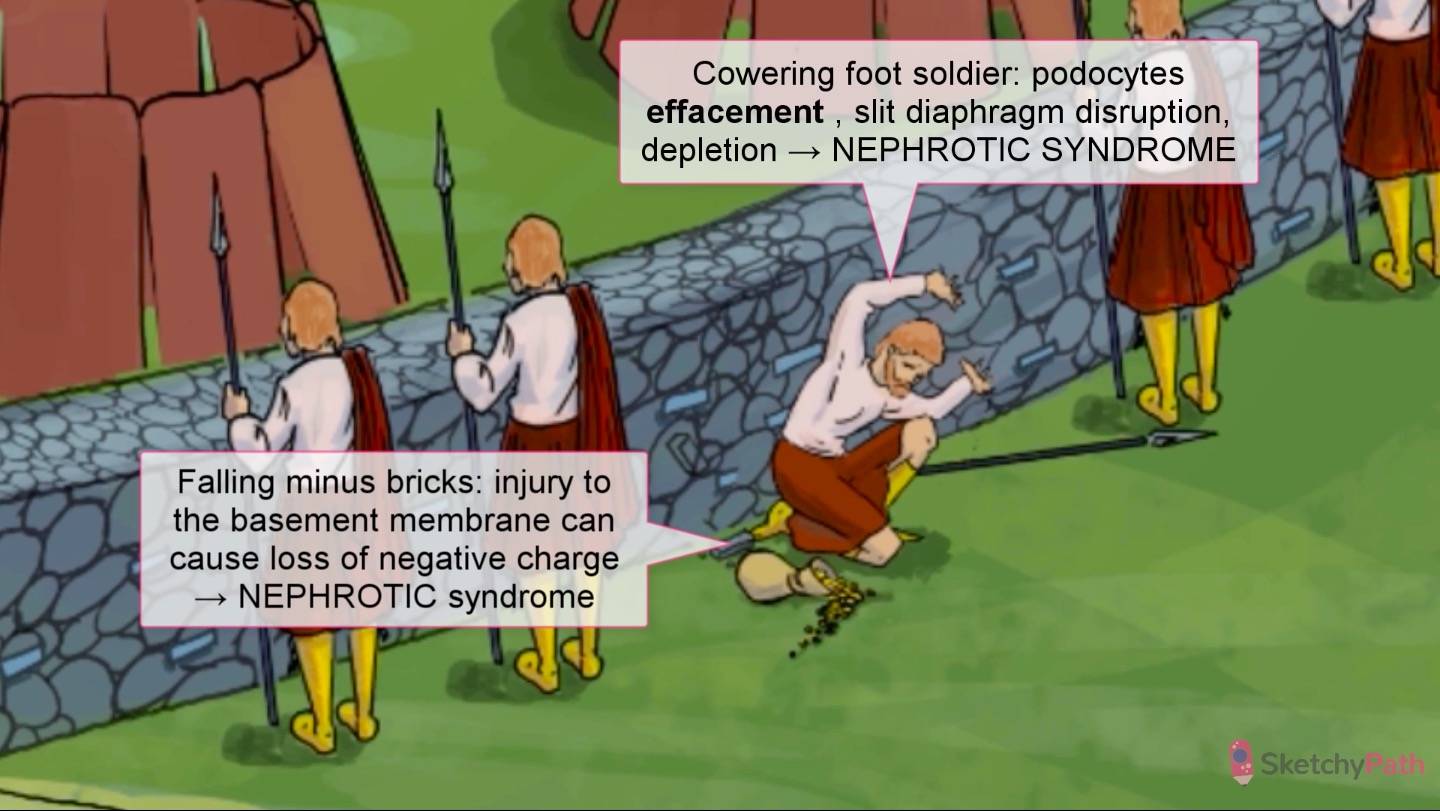 Cowering foot soldier: podocytes
effacement , slit diaphragm disruption,
depletion → NEPHROTIC SYNDROME
Falling minus bricks: injury to
the basement membrane can
cause loss of negative charge
→ NEPHROTIC syndrome
SketchyPath